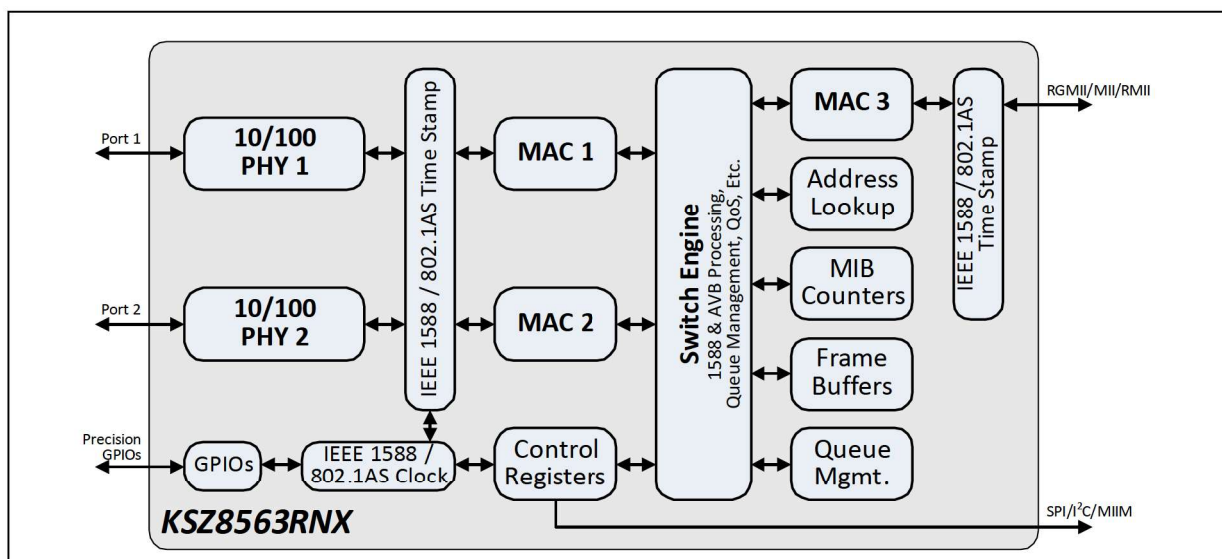 Port 1
10/100
PHY 1
IEEE 1588 / 802.1AS Time Stamp
MAC 1
Switch Engine
1588 & AVB Processing,
Queue Management, QoS, Etc.
MAC 3
IEEE 1588 / 802.1AS
Time Stamp
RGMII/MII/RMII
Address
Lookup
MIB
Counters
Port 2
10/100
PHY 2
MAC 2
Frame
Buffers
Precision
GPIOs
GPIOs
IEEE 1588 /
802.1AS Clock
Control
Registers
Queue
Mgmt.
KSZ8563RNX
SPI/I²C/MIIM